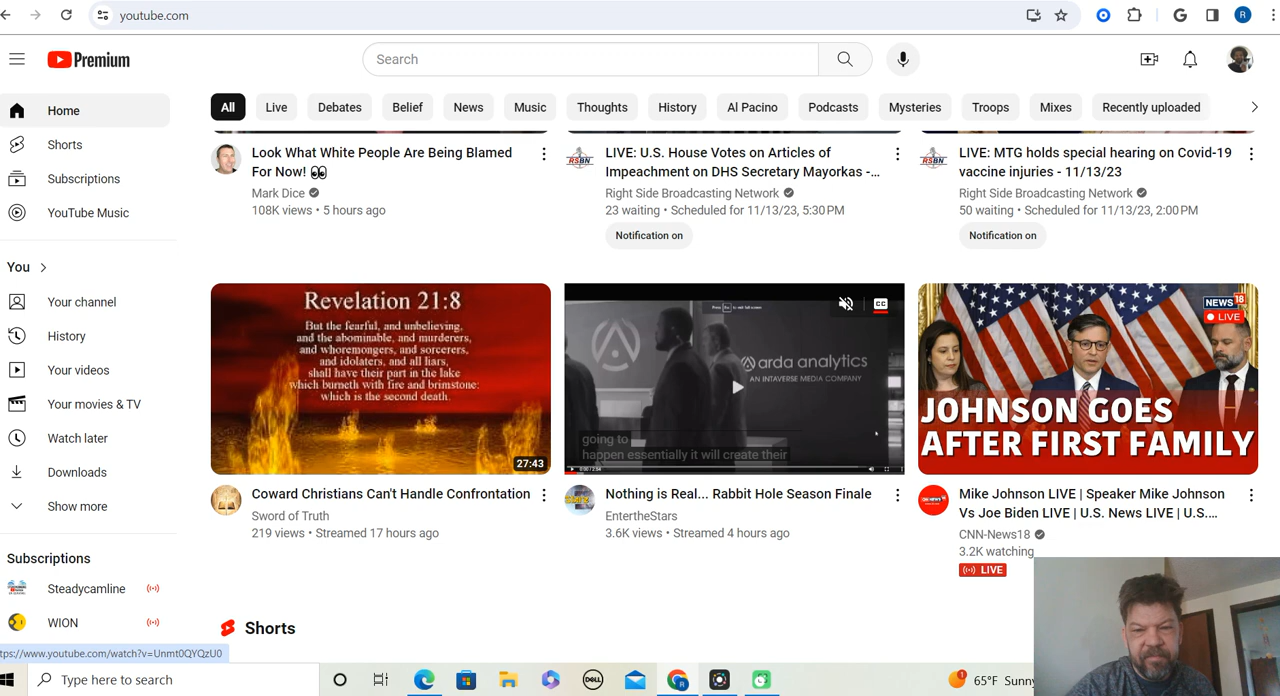 youtube.com
R
Premium
Search
Home
Shorts
Subscriptions
YouTube Music
You
Your channel
History
Your videos
Your movies & TV
Watch later
Downloads
Show more
Subscriptions
Steadycamline
WION
tps://www.youtube.com/watch?v=Unmt0QYQzU0
All
Live
Debates
Belief
News
Music
Thoughts
History
Al Pacino
Podcasts
Mysteries
Troops
Mixes
Recently uploaded
Look What White People Are Being Blamed
For Now! 👀
Mark Dice
108K views • 5 hours ago
RSBN
LIVE: U.S. House Votes on Articles of
Impeachment on DHS Secretary Mayorkas -...
Right Side Broadcasting Network
23 waiting • Scheduled for 11/13/23, 5:30 PM
Notification on
RSBN
LIVE: MTG holds special hearing on Covid-19
vaccine injuries - 11/13/23
Right Side Broadcasting Network
50 waiting • Scheduled for 11/13/23, 2:00 PM
Notification on
Revelation 21:8
But the fearful, and unbelieving,
and the abominable, and murderers,
and whoremongers, and sorcerers,
and idolaters, and all liars,
shall have their part in the lake
which burneth with fire and brimstone:
which is the second death.
27:43
Coward Christians Can't Handle Confrontation
Sword of Truth
219 views • Streamed 17 hours ago
CC
arda analytics
AN INTAVERSE MEDIA COMPANY
going to
happen essentially it will create their
Nothing is Real... Rabbit Hole Season Finale
EntertheStars
3.6K views • Streamed 4 hours ago
NEWS 18
LIVE
JOHNSON GOES
AFTER FIRST FAMILY
Mike Johnson LIVE | Speaker Mike Johnson
Vs Joe Biden LIVE | U.S. News LIVE | U.S....
CNN-News18
3.2K watching
LIVE
Shorts
Type here to search
DELL
R
1
65°F Sunny